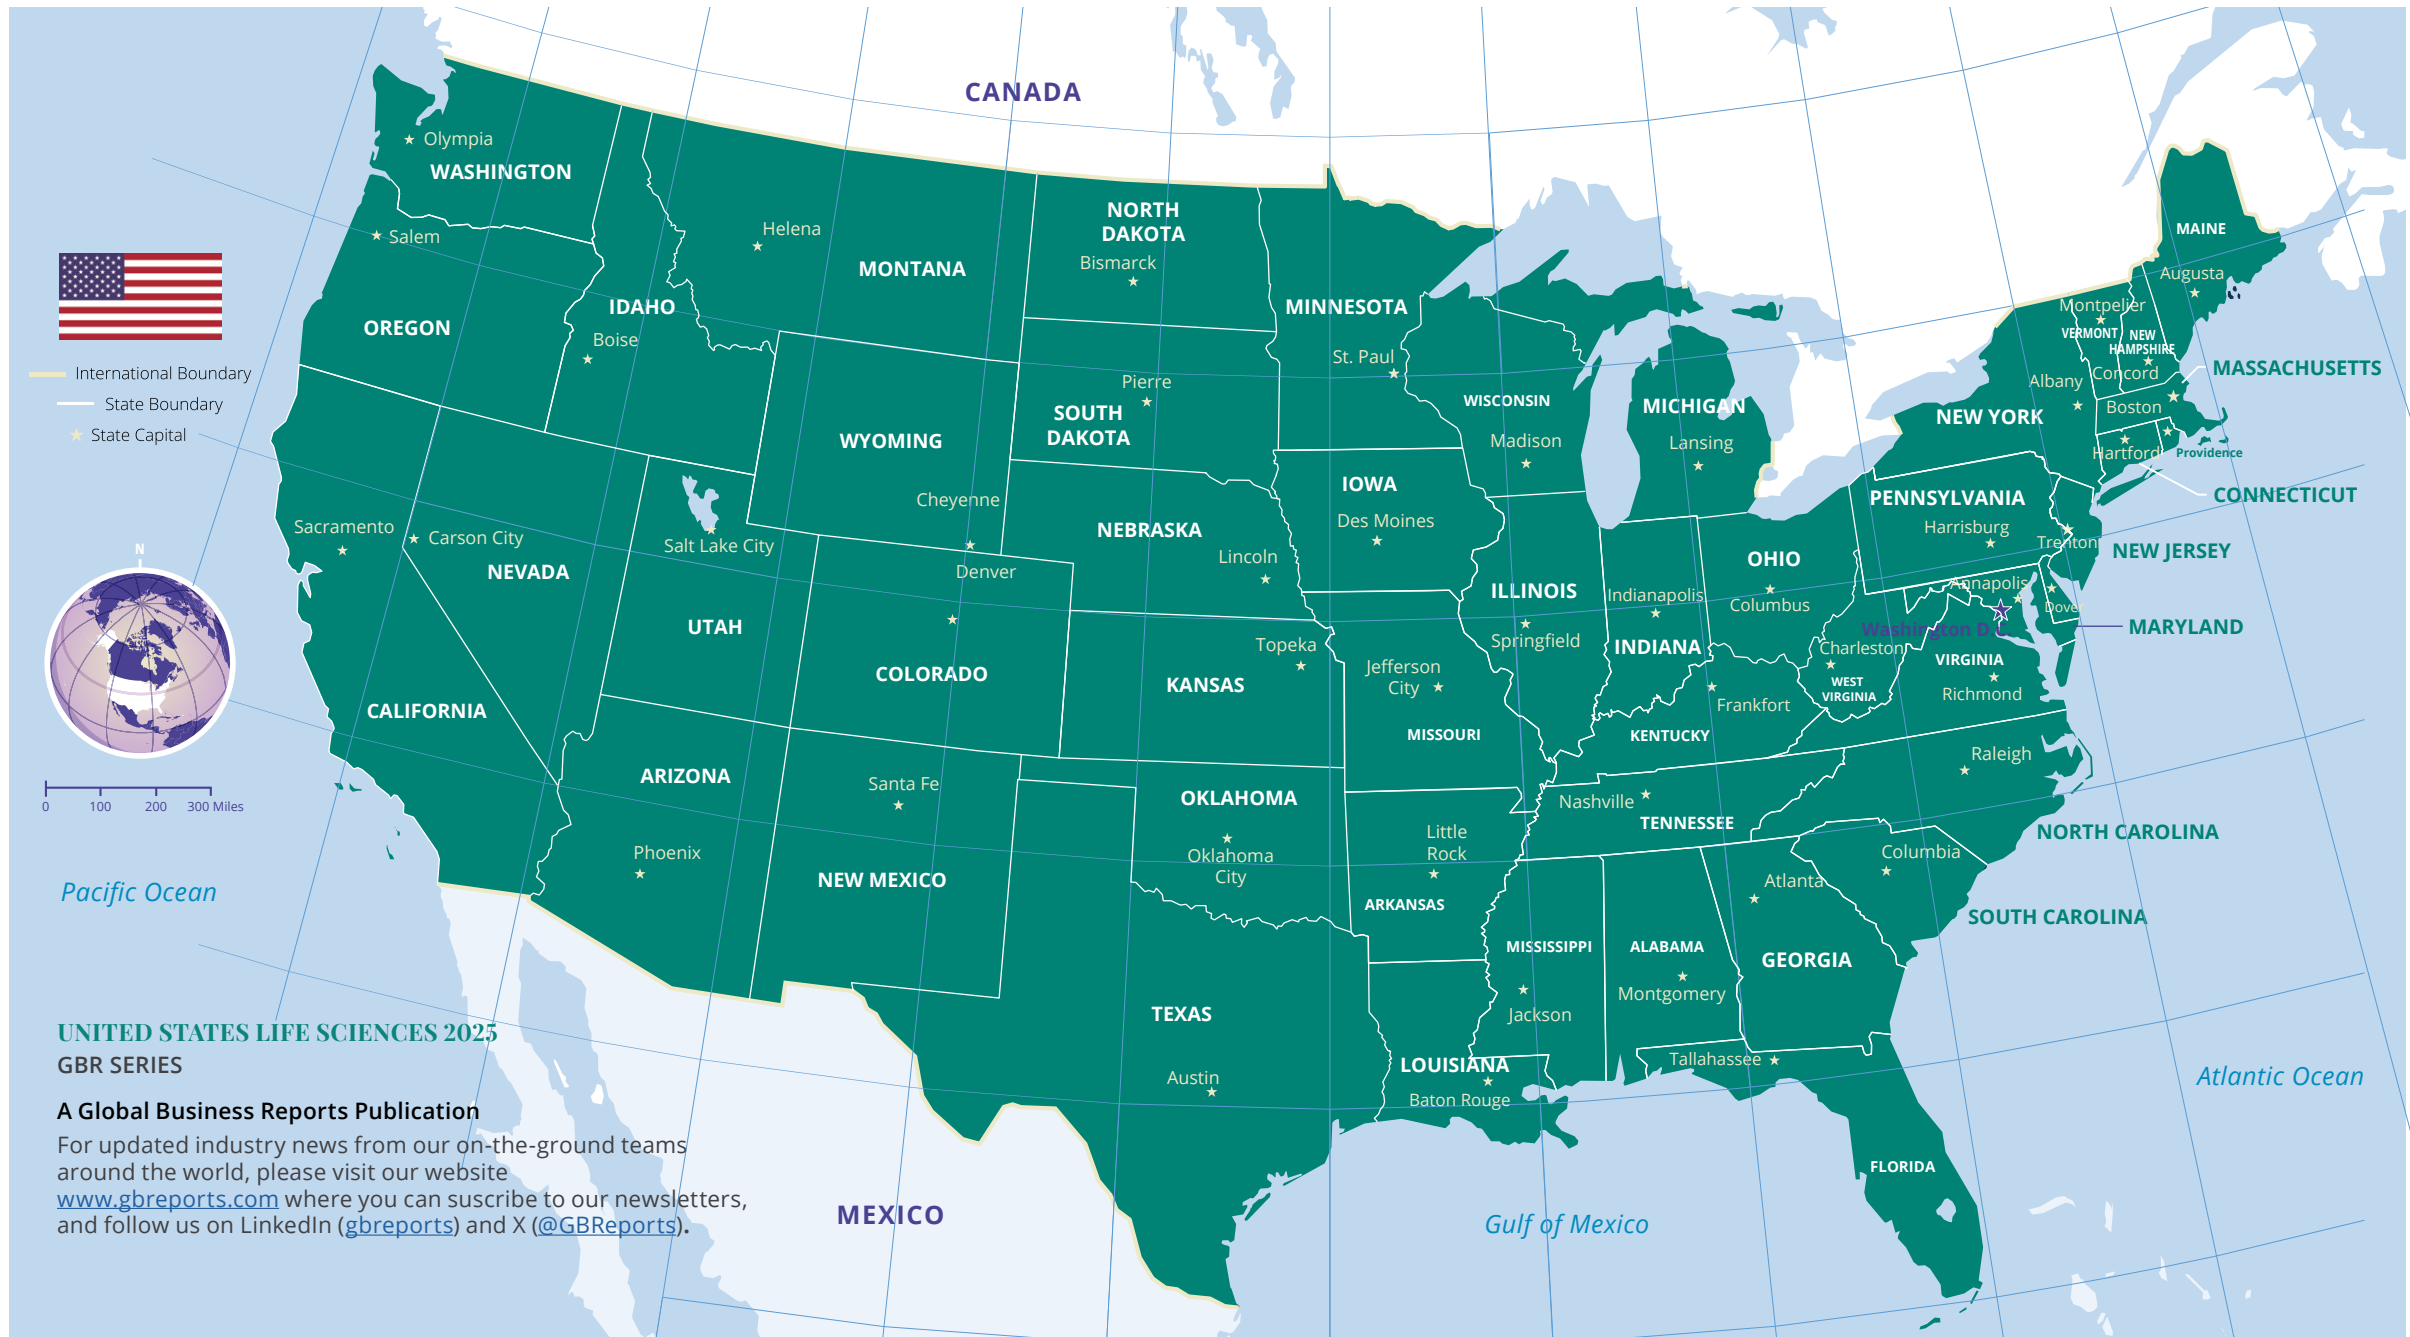 CANADA
Olympia
WASHINGTON
Salem
OREGON
Helena
MONTANA
IDAHO
Boise
NORTH
DAKOTA
Bismarck
MINNESOTA
St. Paul
Pierre
SOUTH
DAKOTA
WYOMING
Cheyenne
WISCONSIN
Madison
MICHIGAN
Lansing
MAINE
Augusta
Montpelier
VERMONT
NEW
HAMPSHIRE
Concord
MASSACHUSETTS
Albany
Boston
NEW YORK
Hartford
Providence
CONNECTICUT
International Boundary
State Boundary
State Capital
Sacramento
Carson City
NEVADA
Salt Lake City
UTAH
Denver
COLORADO
NEBRASKA
Lincoln
IOWA
Des Moines
ILLINOIS
Springfield
Indianapolis
INDIANA
OHIO
Columbus
PENNSYLVANIA
Harrisburg
Trenton
NEW JERSEY
Annapolis
Dover
Washington D.C.
MARYLAND
Charleston
WEST
VIRGINIA
VIRGINIA
Richmond
N
CALIFORNIA
KANSAS
Topeka
Jefferson
City
MISSOURI
Frankfort
KENTUCKY
0 100 200 300 Miles
ARIZONA
Phoenix
Santa Fe
NEW MEXICO
OKLAHOMA
Oklahoma
City
Little
Rock
ARKANSAS
Nashville
TENNESSEE
Raleigh
NORTH CAROLINA
Columbia
SOUTH CAROLINA
Atlanta
GEORGIA
MISSISSIPPI
Jackson
ALABAMA
Montgomery
Pacific Ocean
TEXAS
Austin
LOUISIANA
Baton Rouge
Tallahassee
FLORIDA
Atlantic Ocean
Gulf of Mexico
MEXICO
UNITED STATES LIFE SCIENCES 2025
GBR SERIES
A Global Business Reports Publication
For updated industry news from our on-the-ground teams
around the world, please visit our website
www.gbreports.com where you can suscribe to our newsletters,
and follow us on LinkedIn (gbreports) and X (@GBReports).